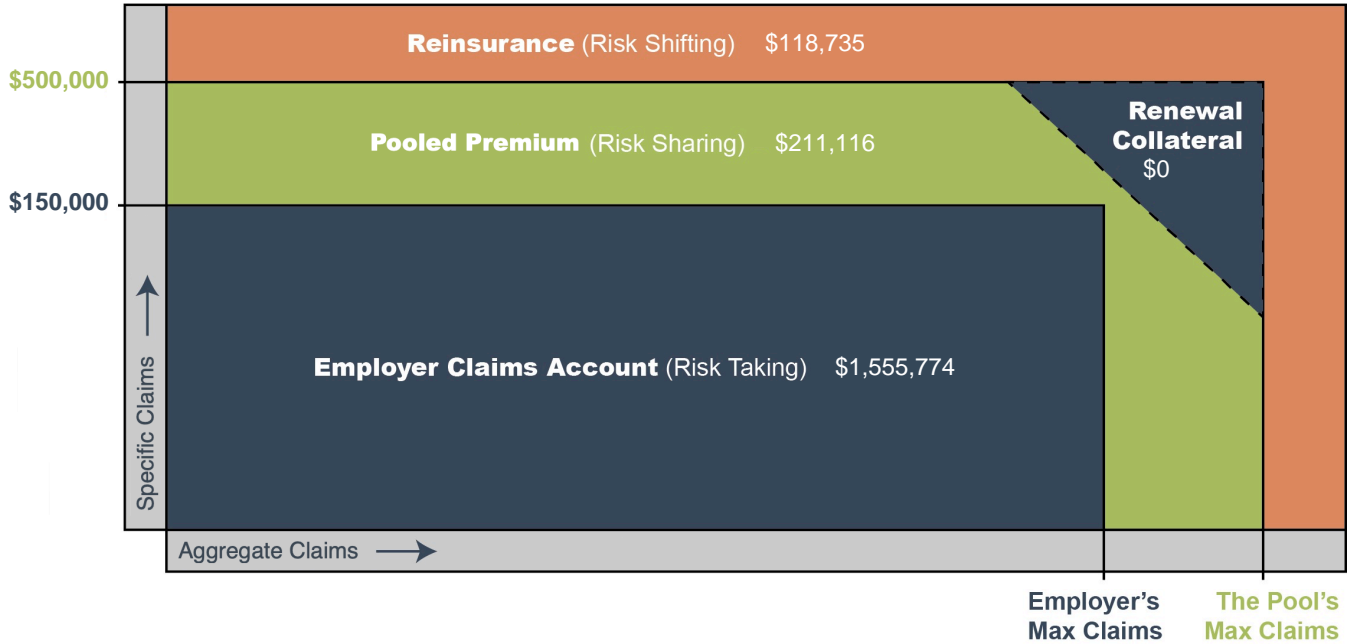 Reinsurance (Risk Shifting) $118,735
$500,000
Renewal
Collateral
$0
Pooled Premium (Risk Sharing) $211,116
$150,000
Employer Claims Account (Risk Taking) $1,555,774
Specific Claims
Aggregate Claims
Employer’s
Max Claims
The Pool’s
Max Claims